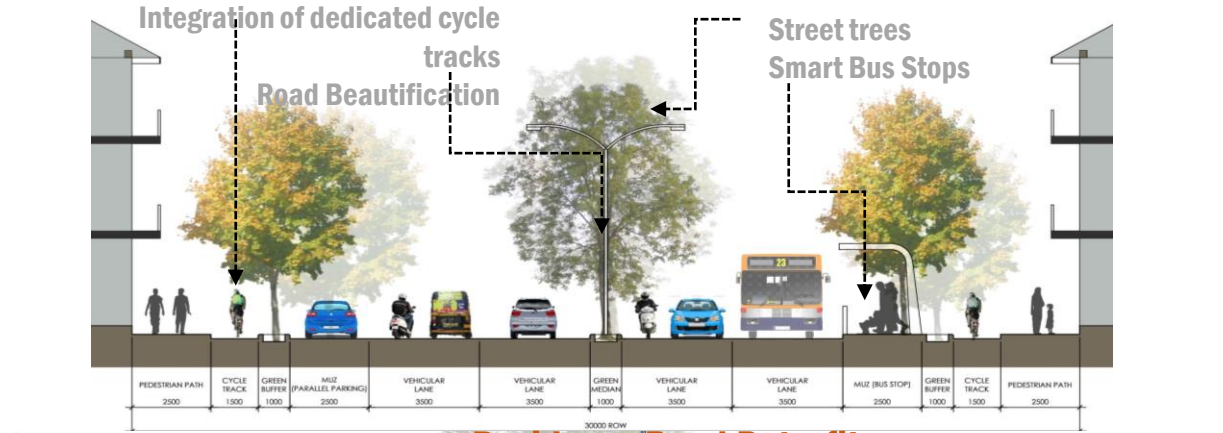 Integration of dedicated cycle
tracks
Road Beautification
Street trees
Smart Bus Stops
23
PEDESTRIAN PATH
2500
CYCLE
TRACK
1500
GREEN
BUFFER
1000
MUZ
(PARALLEL PARKING)
2500
VEHICULAR
LANE
3500
VEHICULAR
LANE
3500
GREEN
MEDIAN
1000
VEHICULAR
LANE
3500
VEHICULAR
LANE
3500
MUZ (BUS STOP)
2500
GREEN
BUFFER
1000
CYCLE
TRACK
1500
PEDESTRIAN PATH
2500
30000 ROW